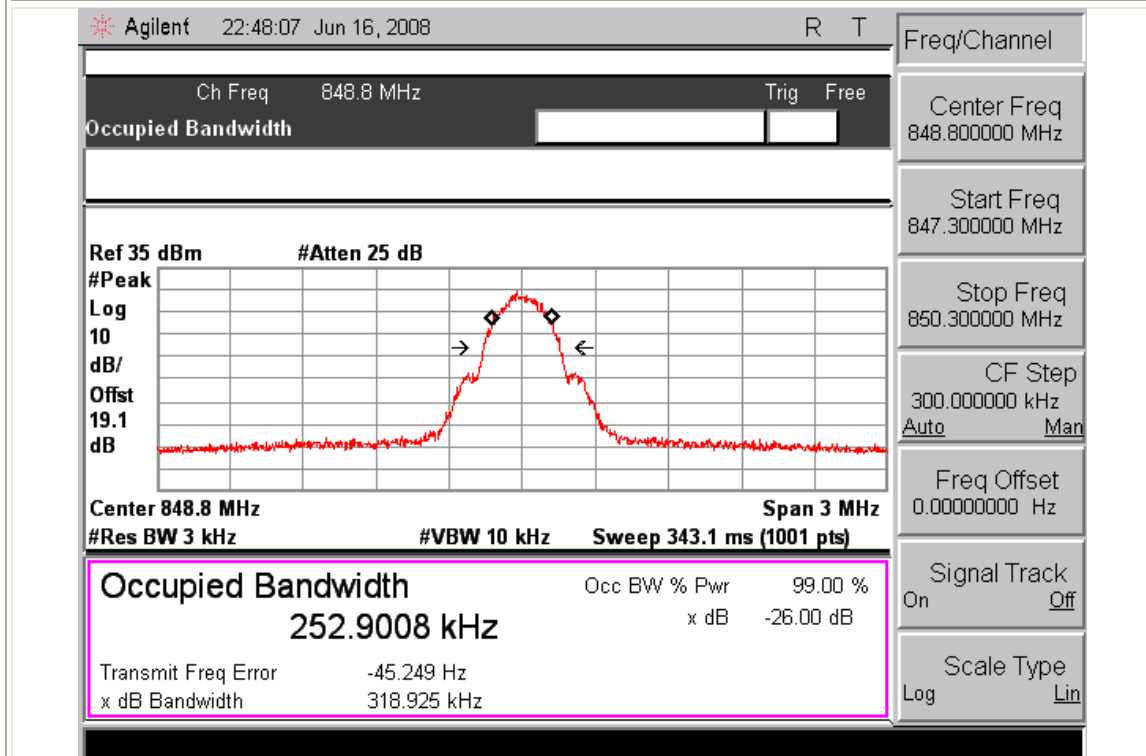 Agilent 22:48:07 Jun 16, 2008 R T
Ch Freq 848.8 MHz Trig Free
Occupied Bandwidth
Ref 35 dBm #Atten 25 dB
#Peak
Log
10
dB/
Offst
19.1
dB
Center 848.8 MHz Span 3 MHz
#Res BW 3 kHz #VBW 10 kHz Sweep 343.1 ms (1001 pts)
Occupied Bandwidth
252.9008 kHz
Occ BW % Pwr 99.00 %
x dB -26.00 dB
Transmit Freq Error -45.249 Hz
x dB Bandwidth 318.925 kHz
Freq/Channel
Center Freq
848.800000 MHz
Start Freq
847.300000 MHz
Stop Freq
850.300000 MHz
CF Step
300.000000 kHz
Auto Man
Freq Offset
0.00000000 Hz
Signal Track
On Off
Scale Type
Log Lin